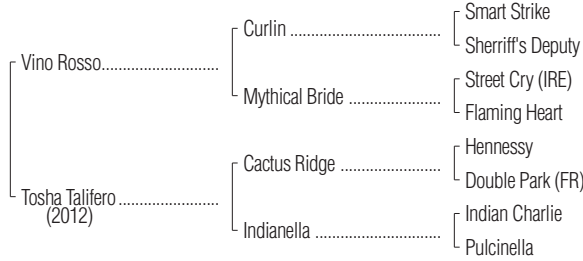 Smart Strike
Curlin ........................................
Sherriff's Deputy
Vino Rosso...............................
Street Cry (IRE)
Mythical Bride ........................
Flaming Heart
Hennessy
Cactus Ridge ..........................
Double Park (FR)
Tosha Talifero ..........................
(2012)
Indian Charlie
Indianella .................................
Pulcinella